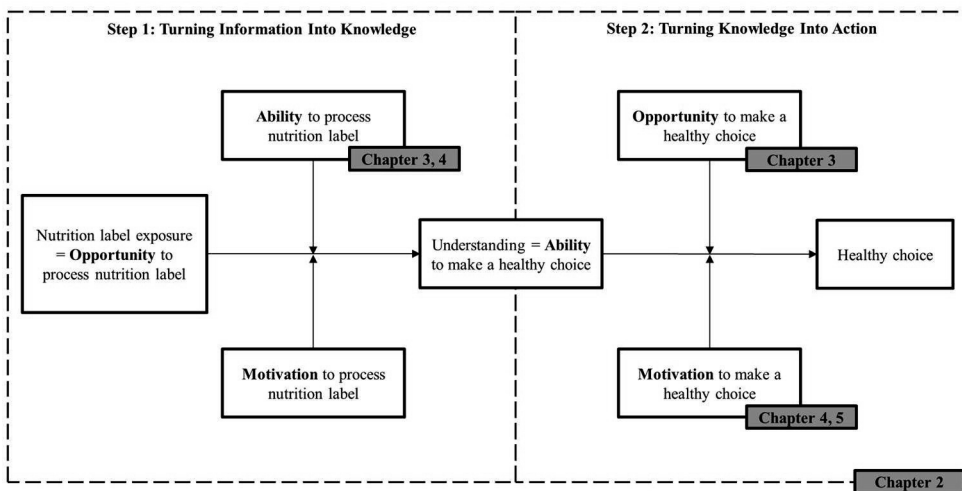 Step 1: Turning Information Into Knowledge
Step 2: Turning Knowledge Into Action
Ability to process
nutrition label
Chapter 3, 4
Opportunity to make a
healthy choice
Chapter 3
Nutrition label exposure
= Opportunity to
process nutrition label
Understanding = Ability
to make a healthy choice
Healthy choice
Motivation to process
nutrition label
Motivation to make a
healthy choice
Chapter 4, 5
Chapter 2